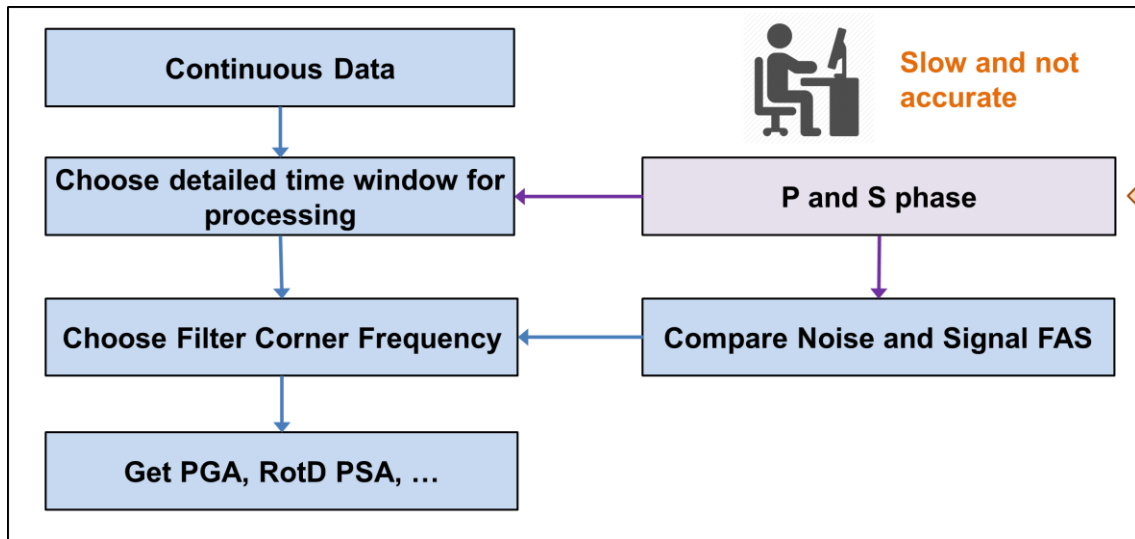 Continuous Data
Slow and not
accurate
Choose detailed time window for
processing
P and S phase
Choose Filter Corner Frequency
Compare Noise and Signal FAS
Get PGA, RotD PSA, …